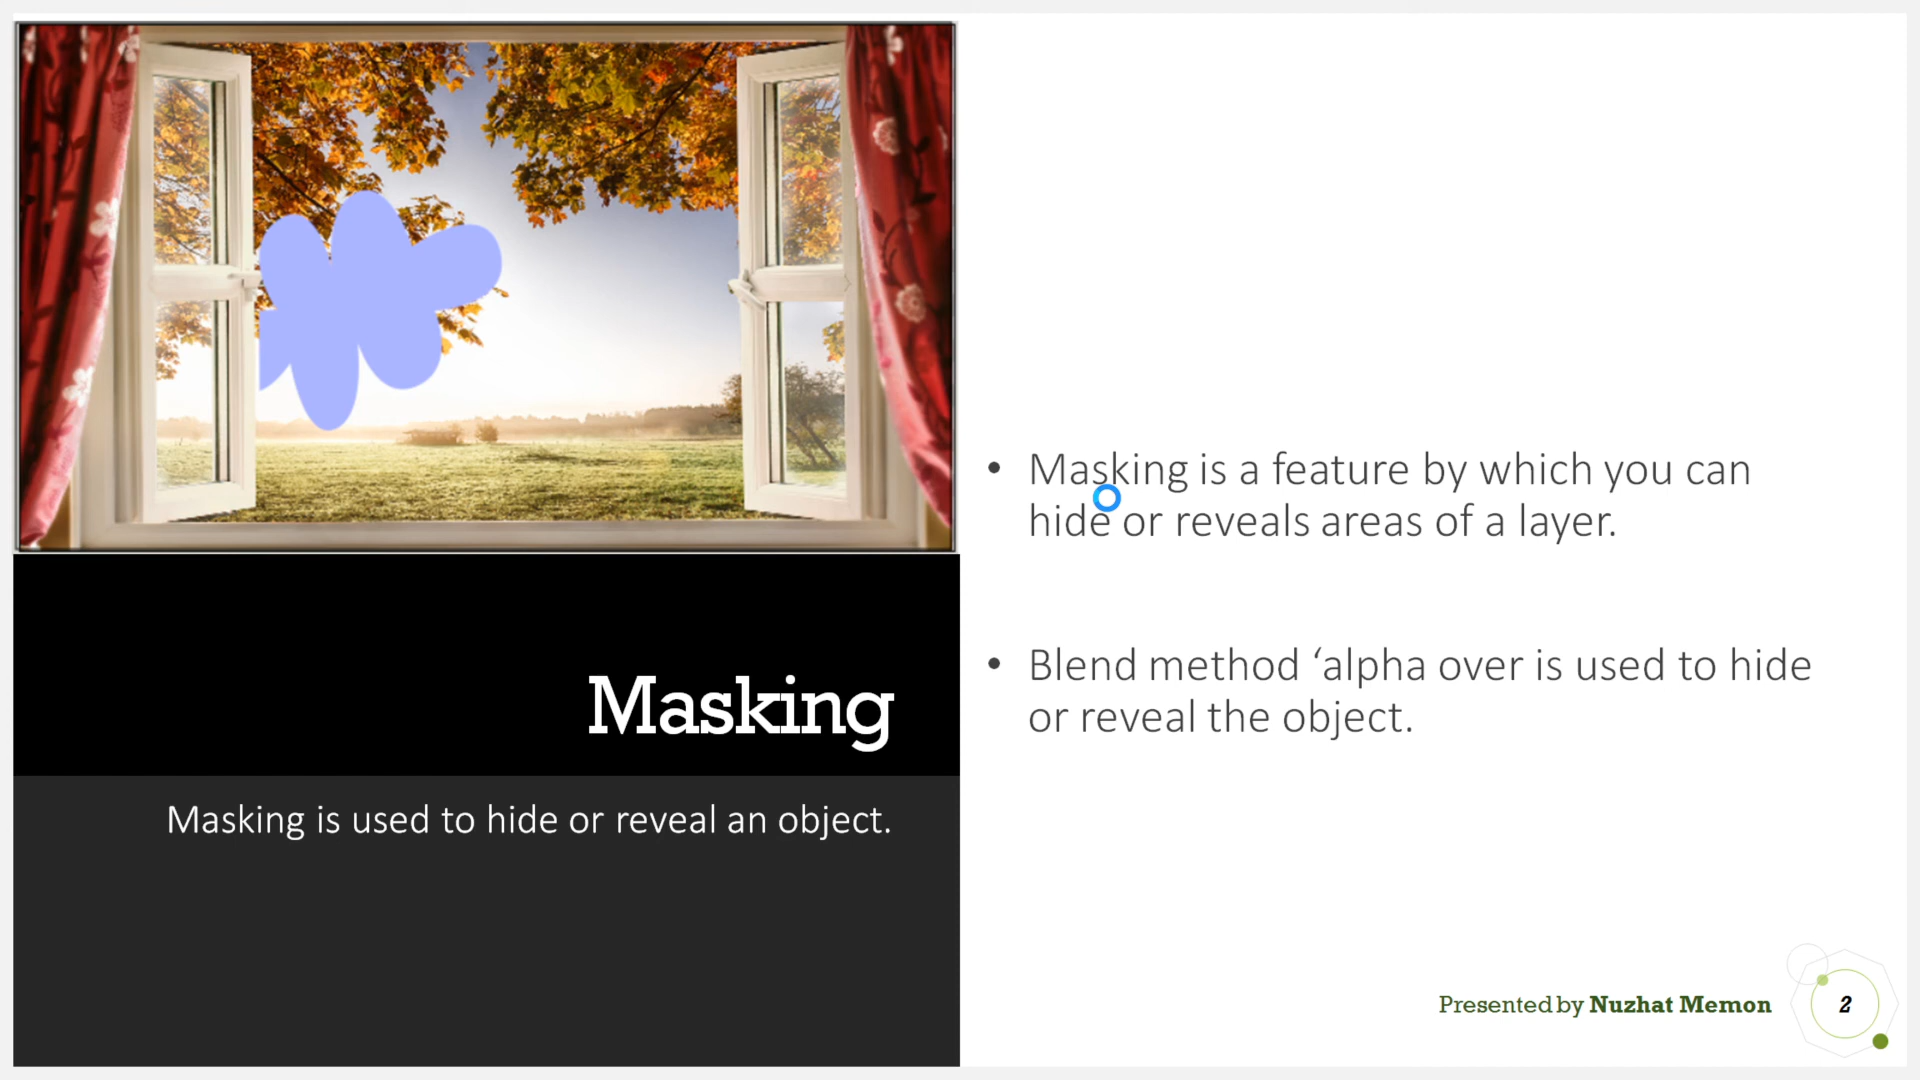 Masking
Masking is used to hide or reveal an object.
• Masking is a feature by which you can
hide or reveals areas of a layer.
• Blend method ‘alpha over is used to hide
or reveal the object.
Presented by Nuzhat Memon
2